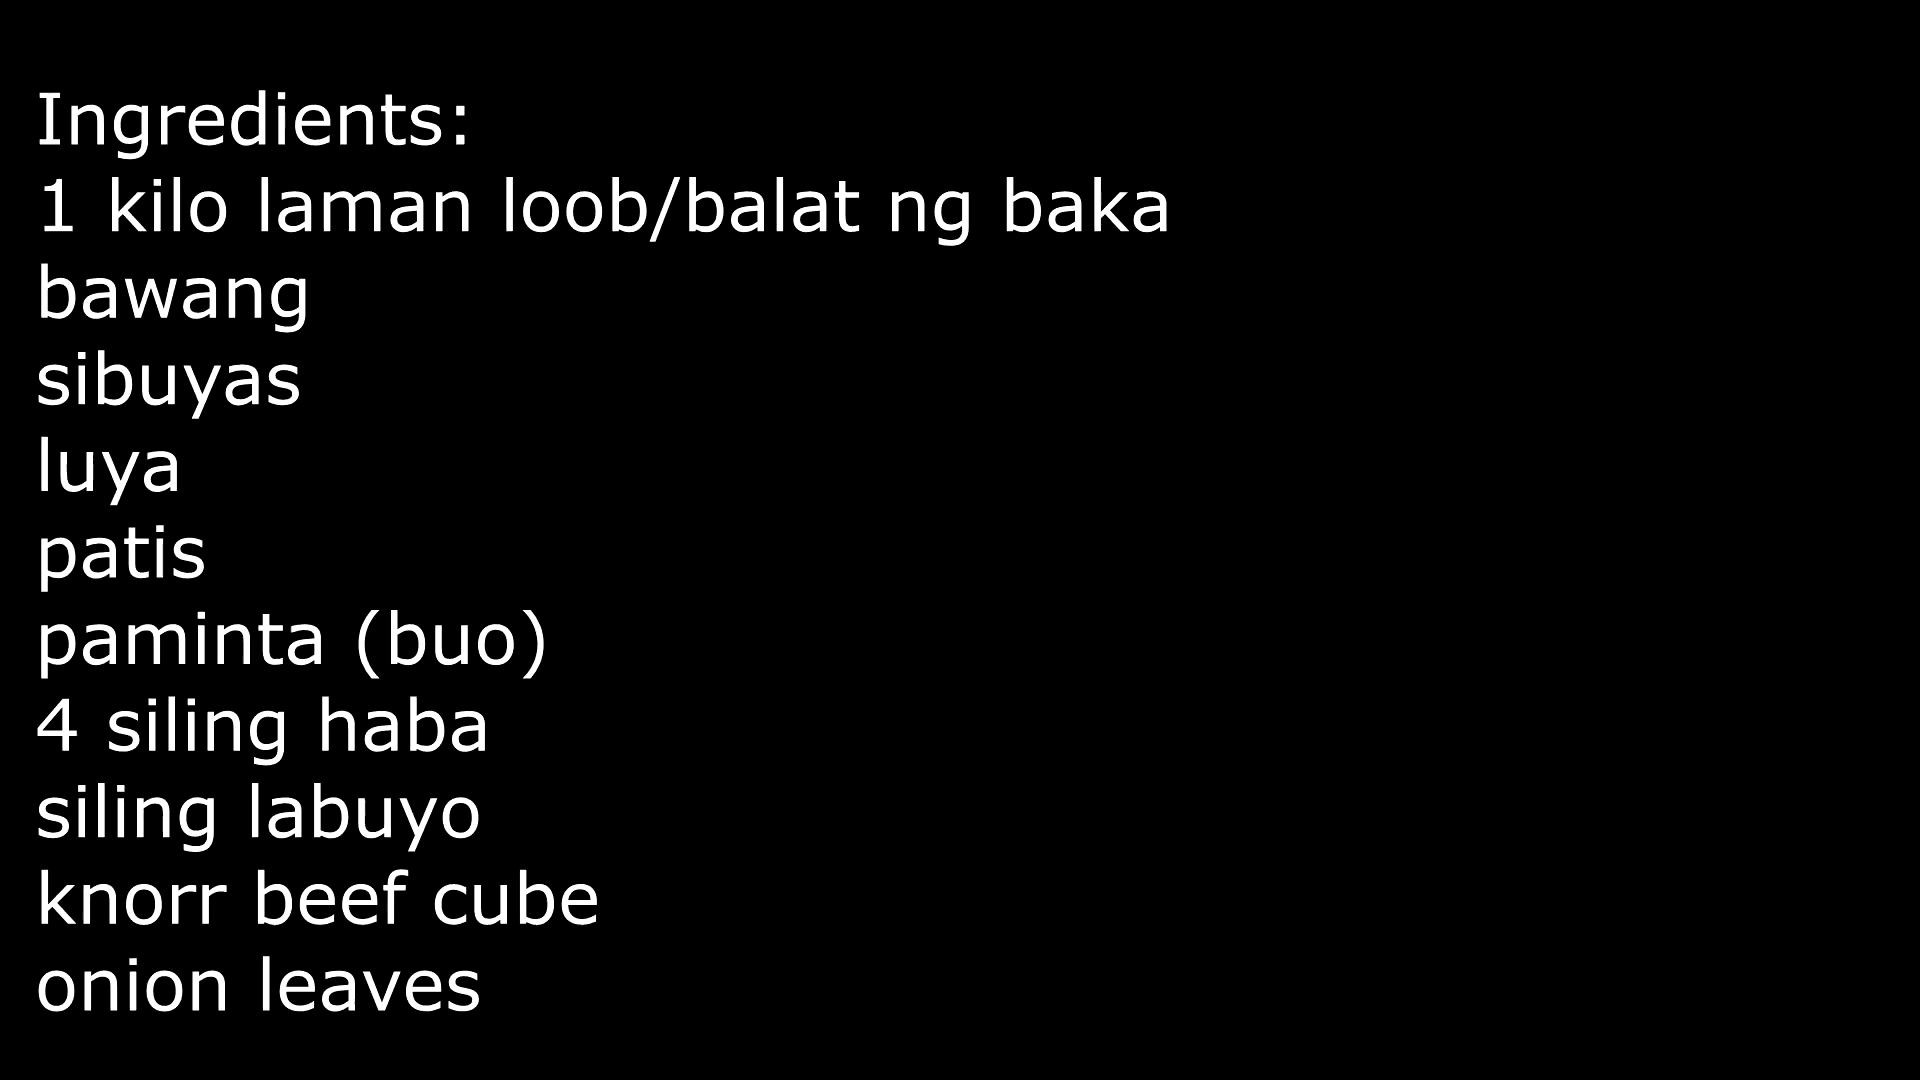 Ingredients:
1 kilo laman loob/balat ng baka
bawang
sibuyas
luya
patis
paminta (buo)
4 siling haba
siling labuyo
knorr beef cube
onion leaves